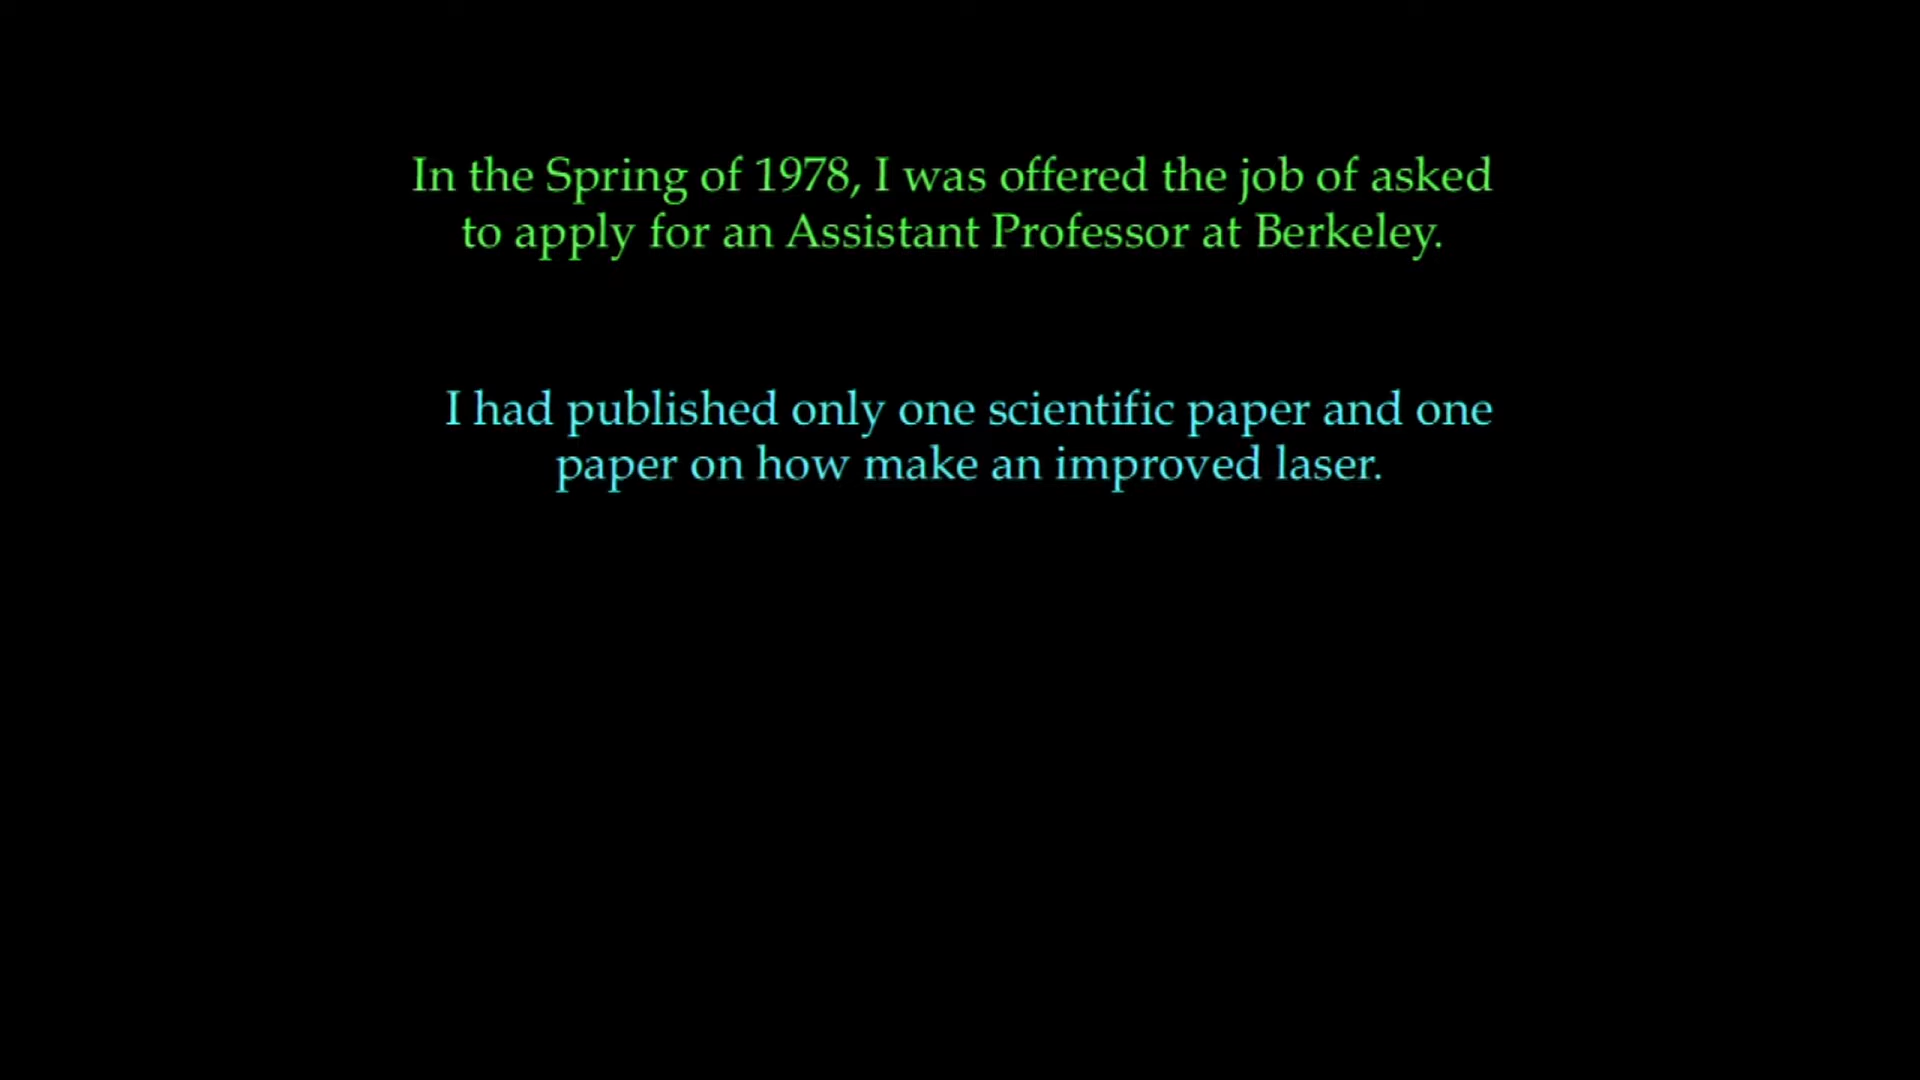 In the Spring of 1978, I was offered the job of asked
to apply for an Assistant Professor at Berkeley.
I had published only one scientific paper and one
paper on how make an improved laser.